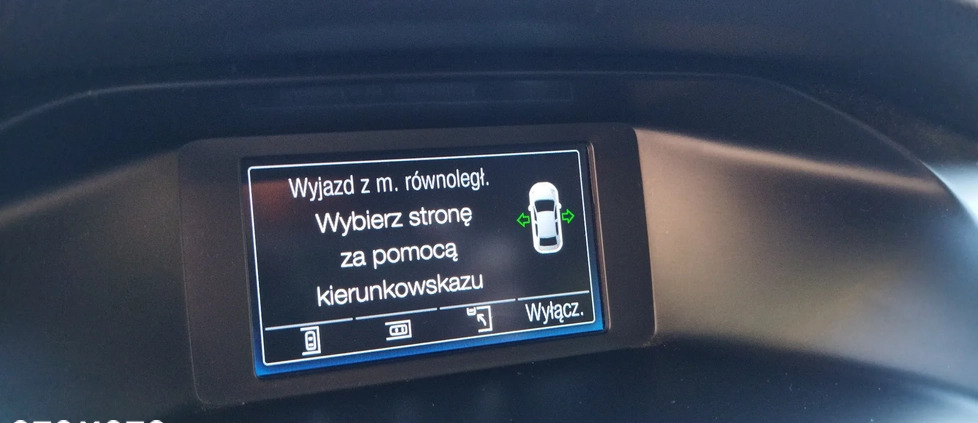 Wyjazd z m. równoległ.
Wybierz stronę
za pomocą
kierunkowskazu
Wyłącz.